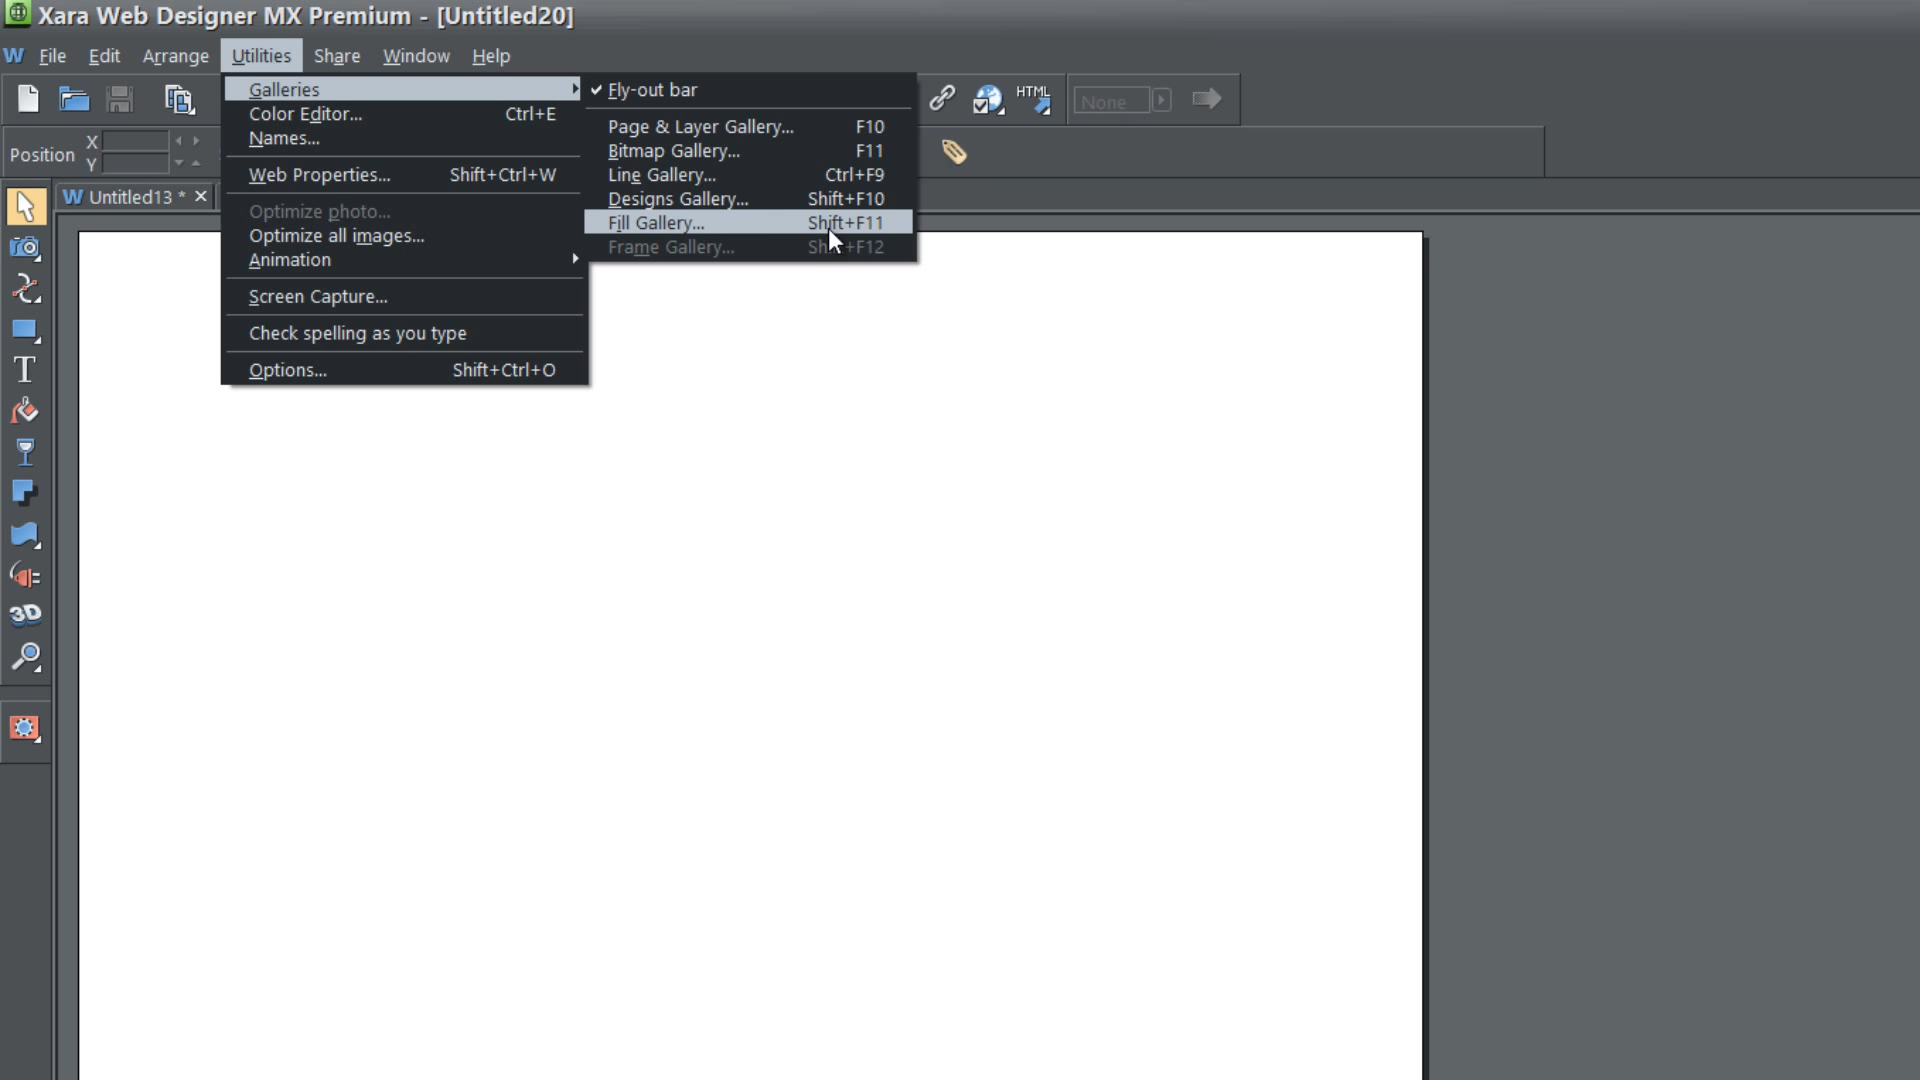 Xara Web Designer MX Premium - [Untitled20]
W File Edit Arrange Utilities Share Window Help
HTML
None
Position X
Y
W Untitled13 *
Galleries
Color Editor... Ctrl+E
Names...
Web Properties... Shift+Ctrl+W
Optimize photo...
Optimize all images...
Animation
Screen Capture...
Check spelling as you type
Options... Shift+Ctrl+O
Fly-out bar
Page & Layer Gallery... F10
Bitmap Gallery... F11
Line Gallery... Ctrl+F9
Designs Gallery... Shift+F10
Fill Gallery... Shift+F11
Frame Gallery... Shift+F12
T
3D